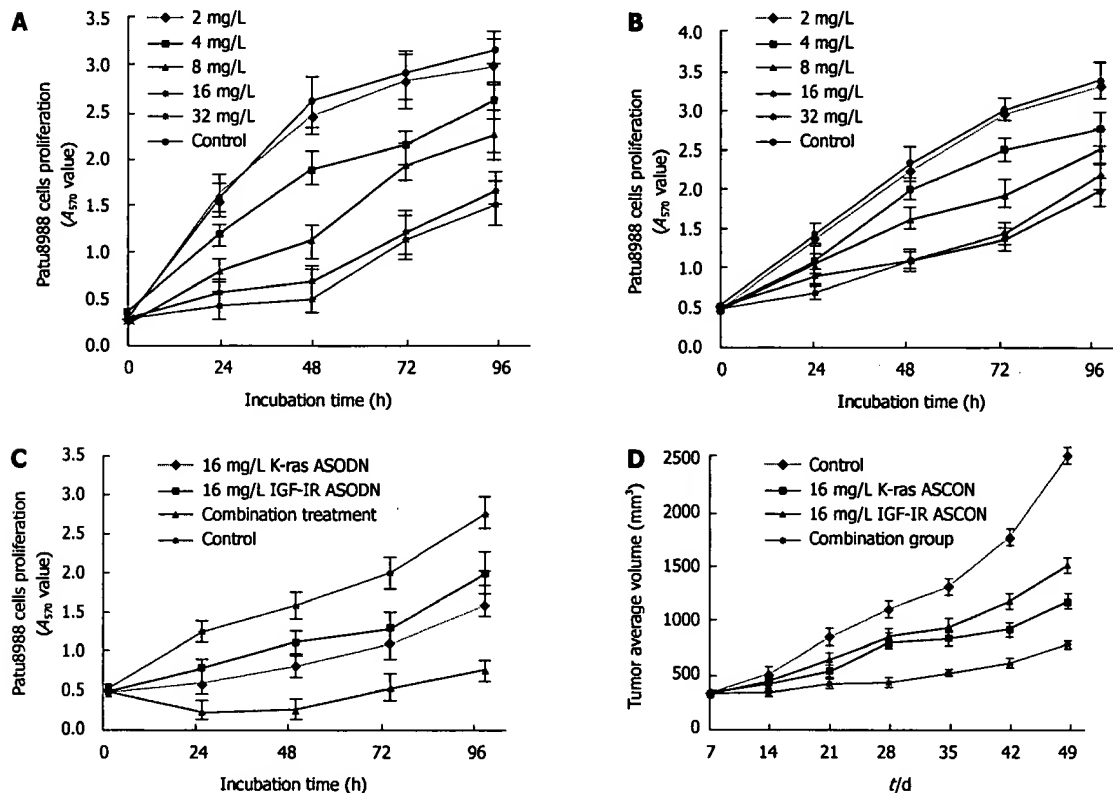 A
2 mg/L
4 mg/L
8 mg/L
16 mg/L
32 mg/L
Control
Patu8988 cells proliferation
(A570 value)
3.5
3.0
2.5
2.0
1.5
1.0
0.5
0.0
0 24 48 72 96
Incubation time (h)
B
2 mg/L
4 mg/L
8 mg/L
16 mg/L
32 mg/L
Control
Patu8988 cells proliferation
(A570 value)
4.0
3.5
3.0
2.5
2.0
1.5
1.0
0.5
0.0
0 24 48 72 96
Incubation time (h)
C
16 mg/L K-ras ASODN
16 mg/L IGF-IR ASODN
Combination treatment
Control
Patu8988 cells proliferation
(A570 value)
3.5
3.0
2.5
2.0
1.5
1.0
0.5
0.0
0 24 48 72 96
Incubation time (h)
D
Control
16 mg/L K-ras ASCON
16 mg/L IGF-IR ASCON
Combination group
Tumor average volume (mm³)
2500
2000
1500
1000
500
0
7 14 21 28 35 42 49
t/d